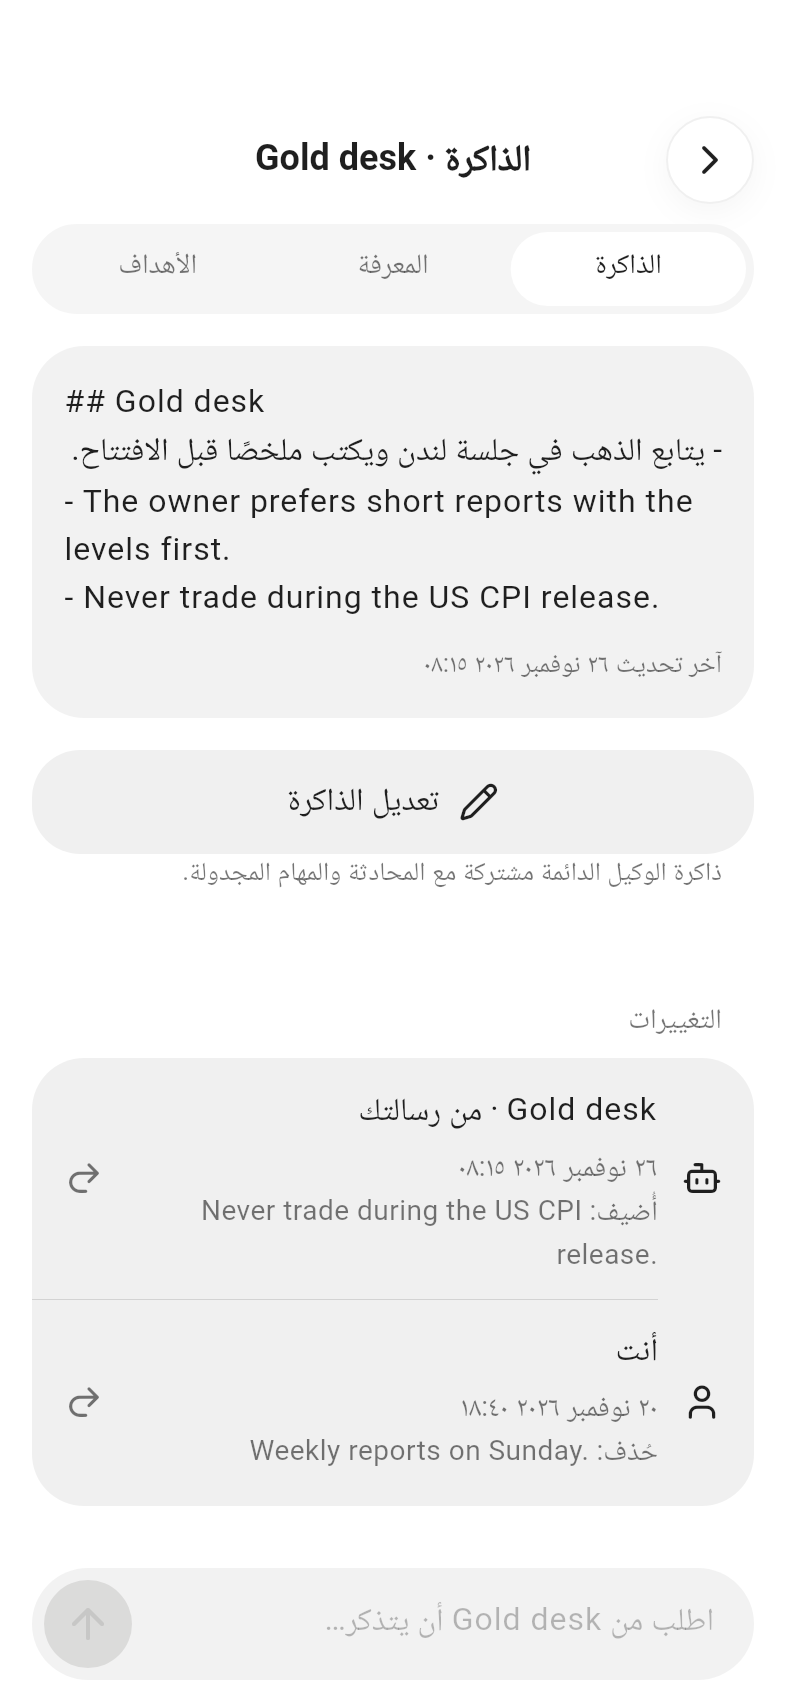 الذاكرة · Gold desk
الذاكرة
المعرفة
الأهداف
## Gold desk
- يتابع الذهب في جلسة لندن ويكتب ملخصًا قبل الافتتاح.
- The owner prefers short reports with the
levels first.
- Never trade during the US CPI release.
آخر تحديث ٢٦ نوفمبر ٢٠٢٦ ٠٨:١٥
تعديل الذاكرة
ذاكرة الوكيل الدائمة مشتركة مع المحادثة والمهام المجدولة.
التغييرات
Gold desk · من رسالتك
٢٦ نوفمبر ٢٠٢٦ ٠٨:١٥
أُضيف: Never trade during the US CPI
release.
أنت
٢٠ نوفمبر ٢٠٢٦ ١٨:٤٠
حُذف: Weekly reports on Sunday.
اطلب من Gold desk أن يتذكر...